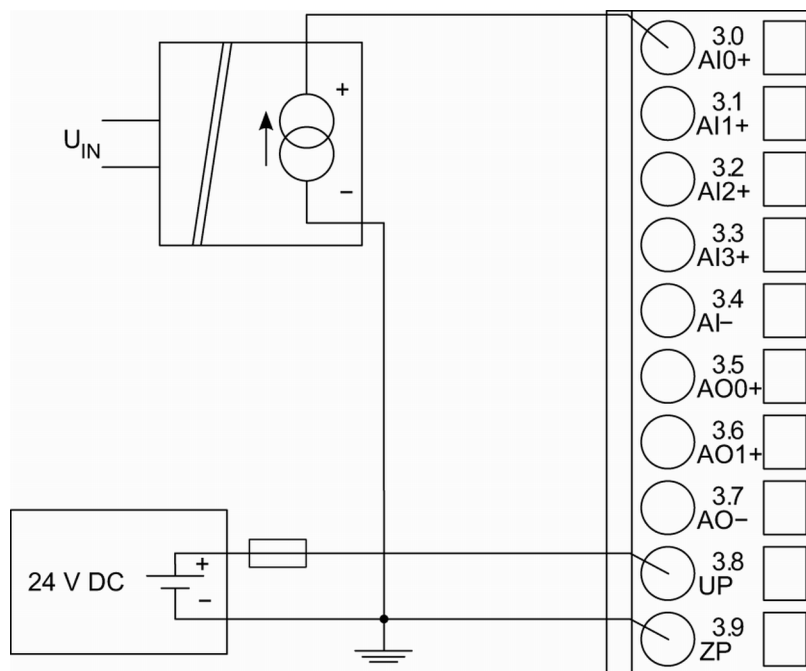 3.0
AI0+
+
3.1
AI1+
U_IN
3.2
AI2+
−
3.3
AI3+
3.4
AI−
3.5
AO0+
3.6
AO1+
3.7
AO−
3.8
UP
+
24 V DC
−
3.9
ZP